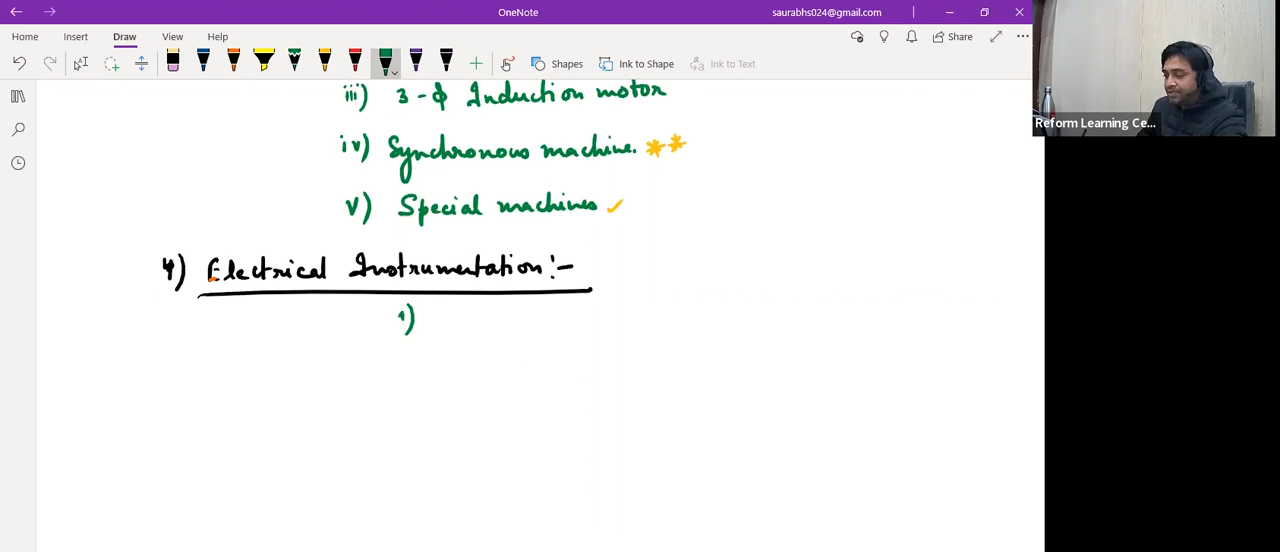 OneNote
saurabhs024@gmail.com
Home Insert Draw View Help
Share
Shapes
Ink to Shape
Ink to Text
iii) 3-ϕ Induction motor
iv) Synchronous machine. **
v) Special machines ✓
4) Electrical Instrumentation:-
i)
Reform Learning Ce...